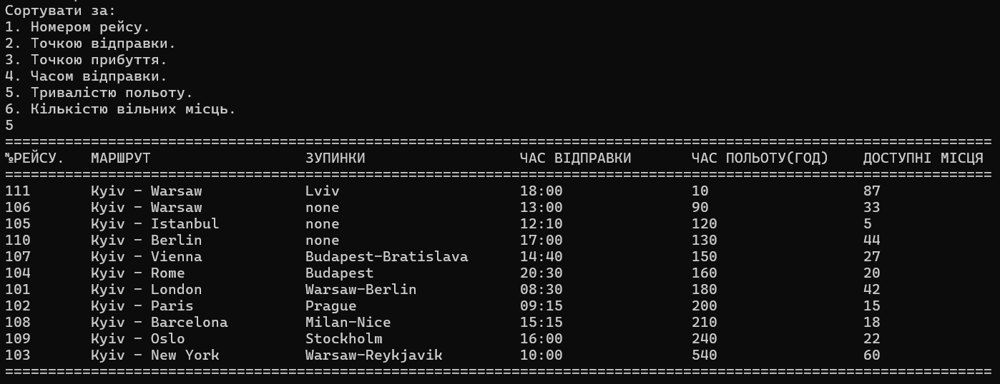 Сортувати за:
1. Номером рейсу.
2. Точкою відправки.
3. Точкою прибуття.
4. Часом відправки.
5. Тривалістю польоту.
6. Кількістю вільних місць.
5
===================================================================================================================
№РЕЙСУ.   МАРШРУТ                  ЗУПИНКИ                  ЧАС ВІДПРАВКИ       ЧАС ПОЛЬОТУ(ГОД)    ДОСТУПНІ МІСЦЯ
===================================================================================================================
111       Kyiv - Warsaw            Lviv                     18:00               10                  87
106       Kyiv - Warsaw            none                     13:00               90                  33
105       Kyiv - Istanbul          none                     12:10               120                 5
110       Kyiv - Berlin            none                     17:00               130                 44
107       Kyiv - Vienna            Budapest-Bratislava      14:40               150                 27
104       Kyiv - Rome              Budapest                 20:30               160                 20
101       Kyiv - London            Warsaw-Berlin            08:30               180                 42
102       Kyiv - Paris             Prague                   09:15               200                 15
108       Kyiv - Barcelona         Milan-Nice               15:15               210                 18
109       Kyiv - Oslo              Stockholm                16:00               240                 22
103       Kyiv - New York          Warsaw-Reykjavik         10:00               540                 60
===================================================================================================================